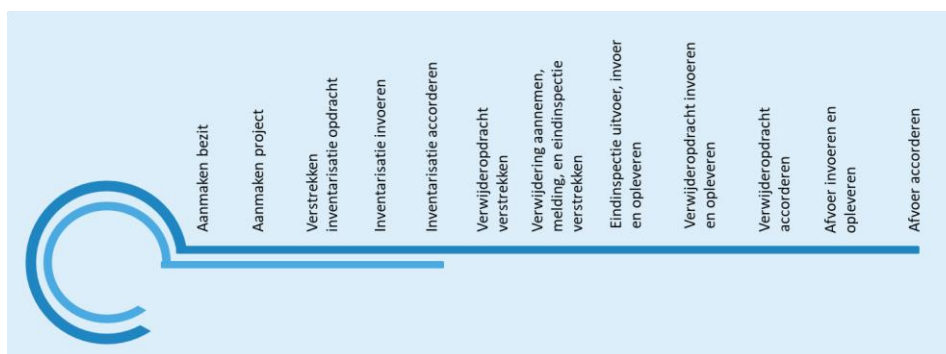 Aanmaken bezit
Aanmaken project
Verstrekken
inventarisatie opdracht
Inventarisatie invoeren
Inventarisatie accorderen
Verwijderopdracht
verstrekken
Verwijdering aannemen,
melding, en eindinspectie
verstrekken
Eindinspectie uitvoer, invoer
en opleveren
Verwijderopdracht invoeren
en opleveren
Verwijderopdracht
accorderen
Afvoer invoeren en
opleveren
Afvoer accorderen